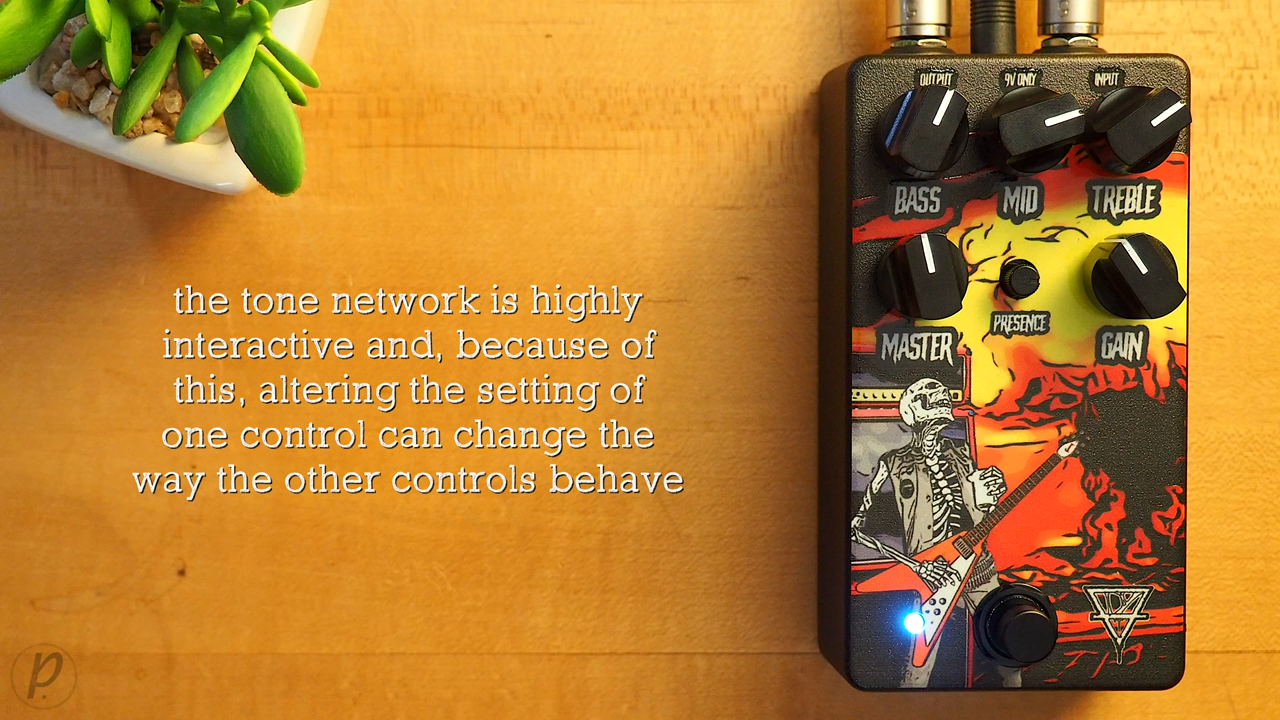 OUTPUT 9V ONLY INPUT
BASS MID TREBLE
PRESENCE
MASTER GAIN
the tone network is highly
interactive and, because of
this, altering the setting of
one control can change the
way the other controls behave
p.